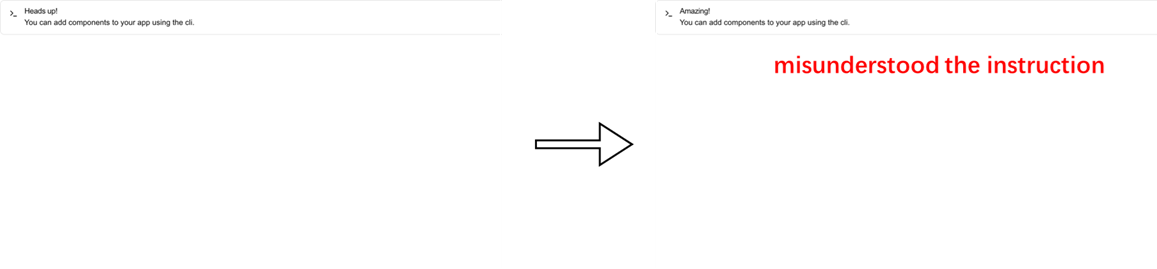 Heads up!
You can add components to your app using the cli.
Amazing!
You can add components to your app using the cli.
misunderstood the instruction